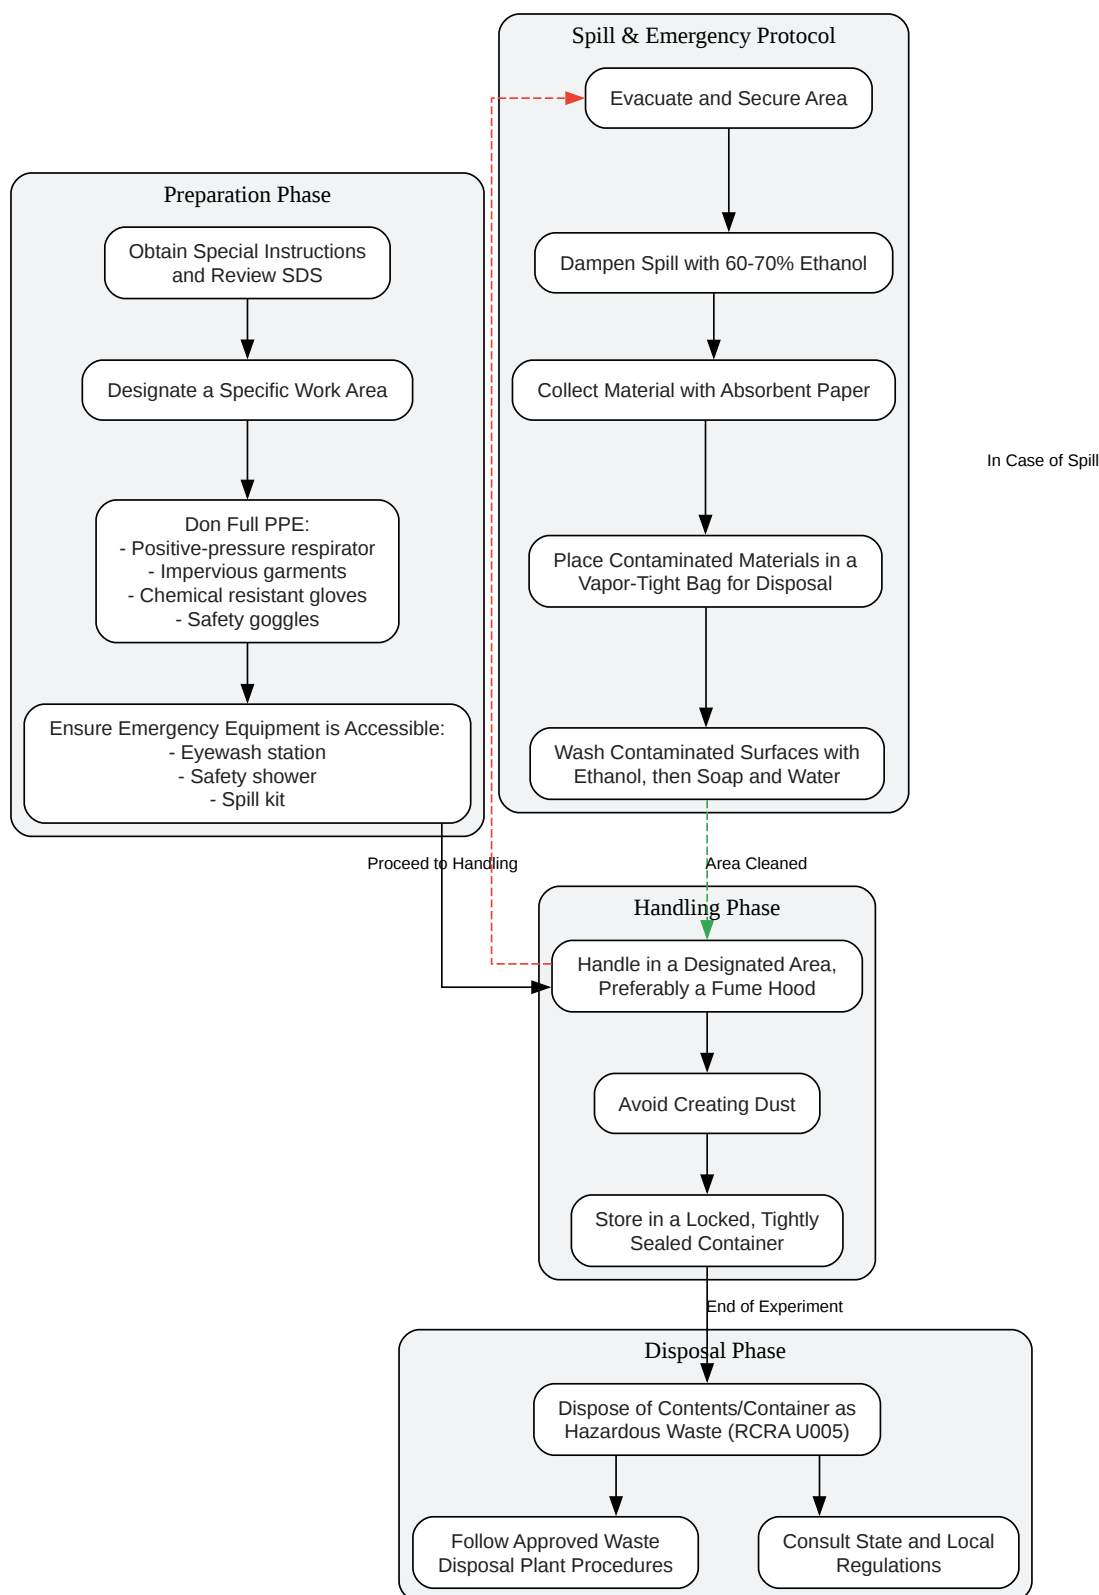 Spill & Emergency Protocol
Evacuate and Secure Area
Dampen Spill with 60-70% Ethanol
Collect Material with Absorbent Paper
Place Contaminated Materials in a
Vapor-Tight Bag for Disposal
Wash Contaminated Surfaces with
Ethanol, then Soap and Water
Preparation Phase
Obtain Special Instructions
and Review SDS
Designate a Specific Work Area
Don Full PPE:
- Positive-pressure respirator
- Impervious garments
- Chemical resistant gloves
- Safety goggles
Ensure Emergency Equipment is Accessible:
- Eyewash station
- Safety shower
- Spill kit
In Case of Spill
Proceed to Handling
Area Cleaned
Handling Phase
Handle in a Designated Area,
Preferably a Fume Hood
Avoid Creating Dust
Store in a Locked, Tightly
Sealed Container
End of Experiment
Disposal Phase
Dispose of Contents/Container as
Hazardous Waste (RCRA U005)
Follow Approved Waste
Disposal Plant Procedures
Consult State and Local
Regulations